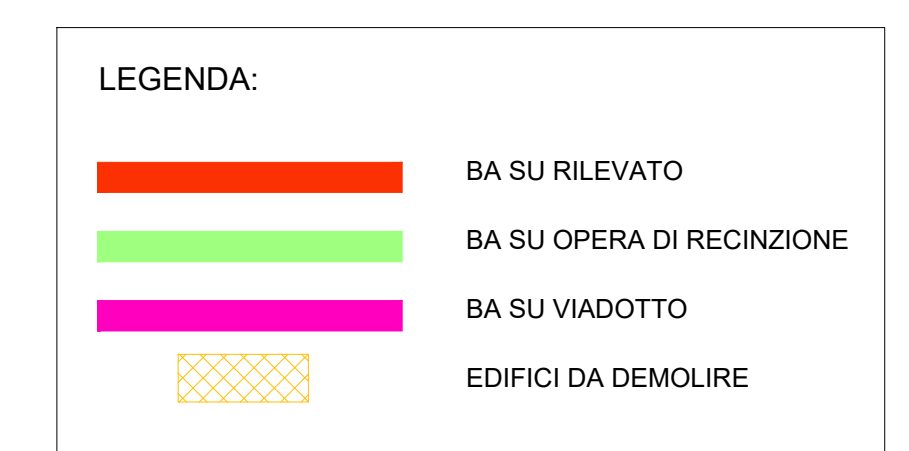 LEGENDA:
BA SU RILEVATO
BA SU OPERA DI RECINZIONE
BA SU VIADOTTO
EDIFICI DA DEMOLIRE